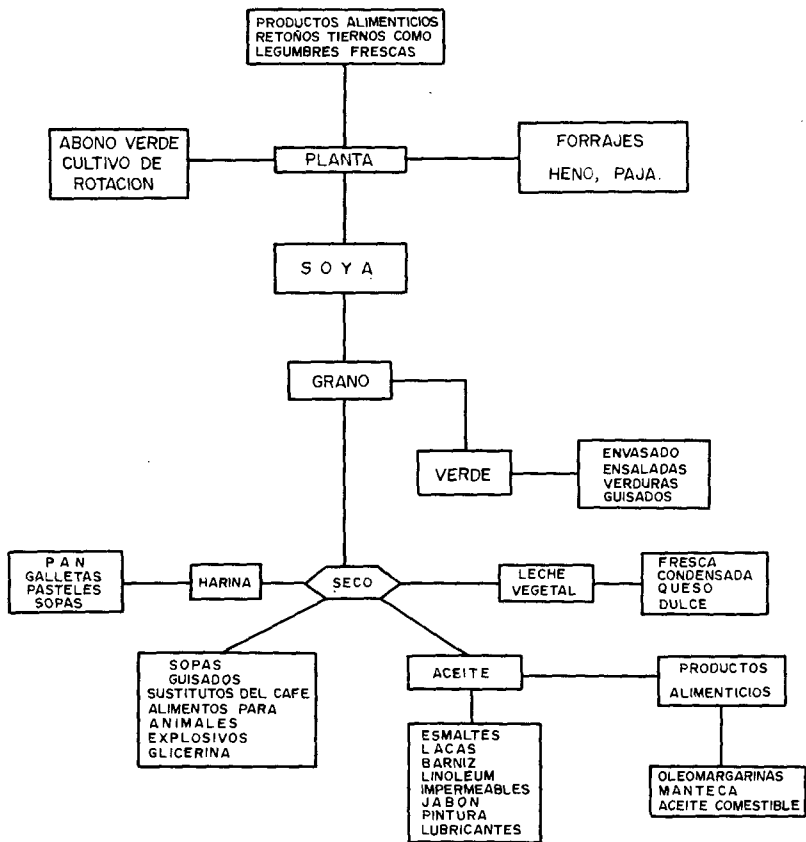 PRODUCTOS ALIMENTICIOS
RETOÑOS TIERNOS COMO
LEGUMBRES FRESCAS
ABONO VERDE
CULTIVO DE
ROTACION
PLANTA
FORRAJES
HENO, PAJA.
SOYA
GRANO
VERDE
ENVASADO
ENSALADAS
VERDURAS
GUISADOS
PAN
GALLETAS
PASTELES
SOPAS
HARINA
SECO
LECHE
VEGETAL
FRESCA
CONDENSADA
QUESO
DULCE
SOPAS
GUISADOS
SUSTITUTOS DEL CAFE
ALIMENTOS PARA
ANIMALES
EXPLOSIVOS
GLICERINA
ACEITE
PRODUCTOS
ALIMENTICIOS
ESMALTES
LACAS
BARNIZ
LINOLEUM
IMPERMEABLES
JABON
PINTURA
LUBRICANTES
OLEOMARGARINAS
MANTECA
ACEITE COMESTIBLE